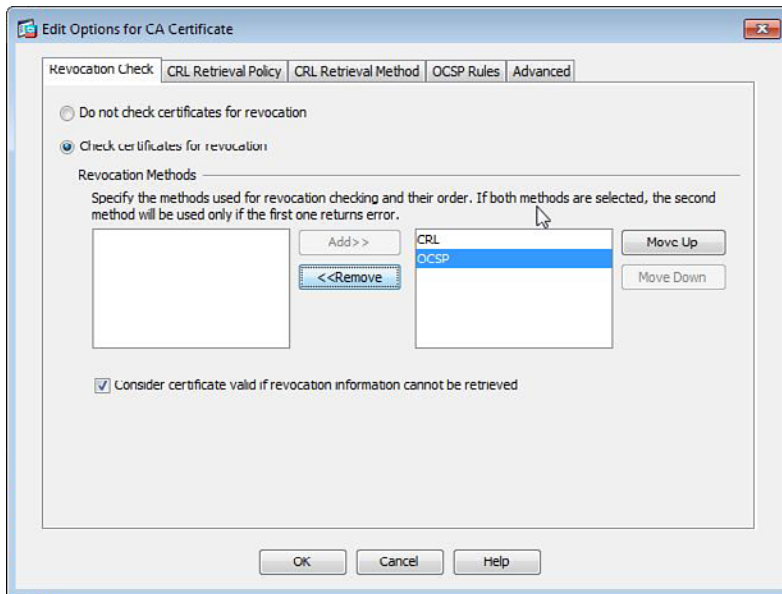 Edit Options for CA Certificate
Revocation Check CRL Retrieval Policy CRL Retrieval Method OCSP Rules Advanced
Do not check certificates for revocation
Check certificates for revocation
Revocation Methods
Specify the methods used for revocation checking and their order. If both methods are selected, the second
method will be used only if the first one returns error.
Add>> CRL Move Up
OCSP
<<Remove Move Down
Consider certificate valid if revocation information cannot be retrieved
OK Cancel Help